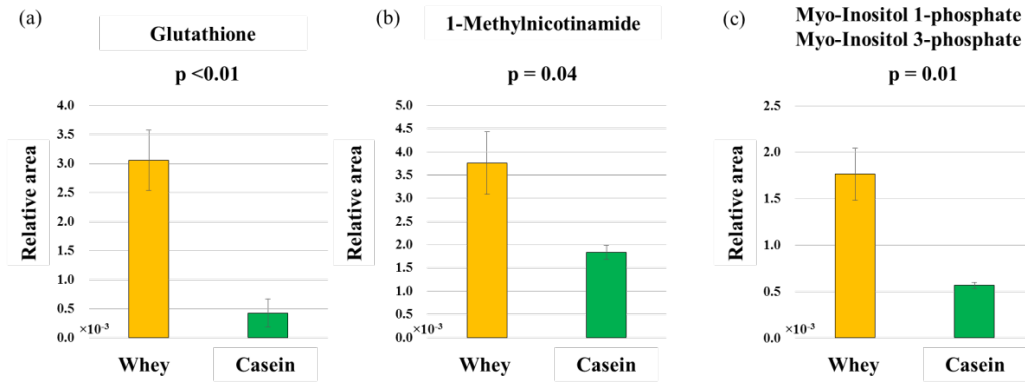 (a)
Glutathione
p <0.01
Relative area
4.0
3.5
3.0
2.5
2.0
1.5
1.0
0.5
0.0
×10⁻³
Whey
Casein
(b)
1-Methylnicotinamide
p = 0.04
Relative area
5.0
4.5
4.0
3.5
3.0
2.5
2.0
1.5
1.0
0.5
0.0
×10⁻³
Whey
Casein
(c)
Myo-Inositol 1-phosphate
Myo-Inositol 3-phosphate
p = 0.01
Relative area
2.5
2.0
1.5
1.0
0.5
0.0
×10⁻³
Whey
Casein